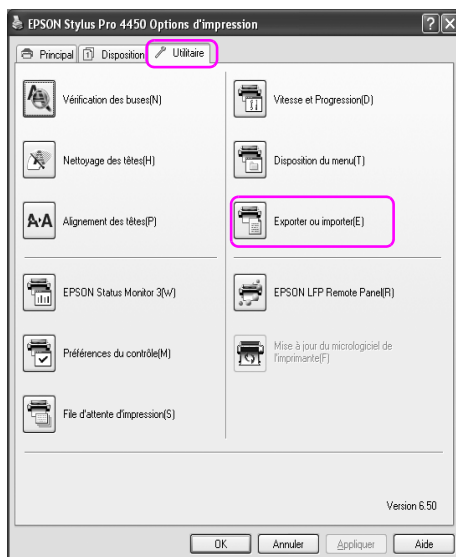 EPSON Stylus Pro 4450 Options d'impression
Principal Disposition Utilitaire
Vérification des buses(N)
Nettoyage des têtes(H)
Alignement des têtes(P)
EPSON Status Monitor 3(W)
Préférences du contrôle(M)
File d'attente d'impression(S)
Vitesse et Progression(D)
Disposition du menu(T)
Exporter ou importer(E)
EPSON LFP Remote Panel(R)
Mise à jour du micrologiciel de
l'imprimante(F)
Version 6.50
OK Annuler Appliquer Aide